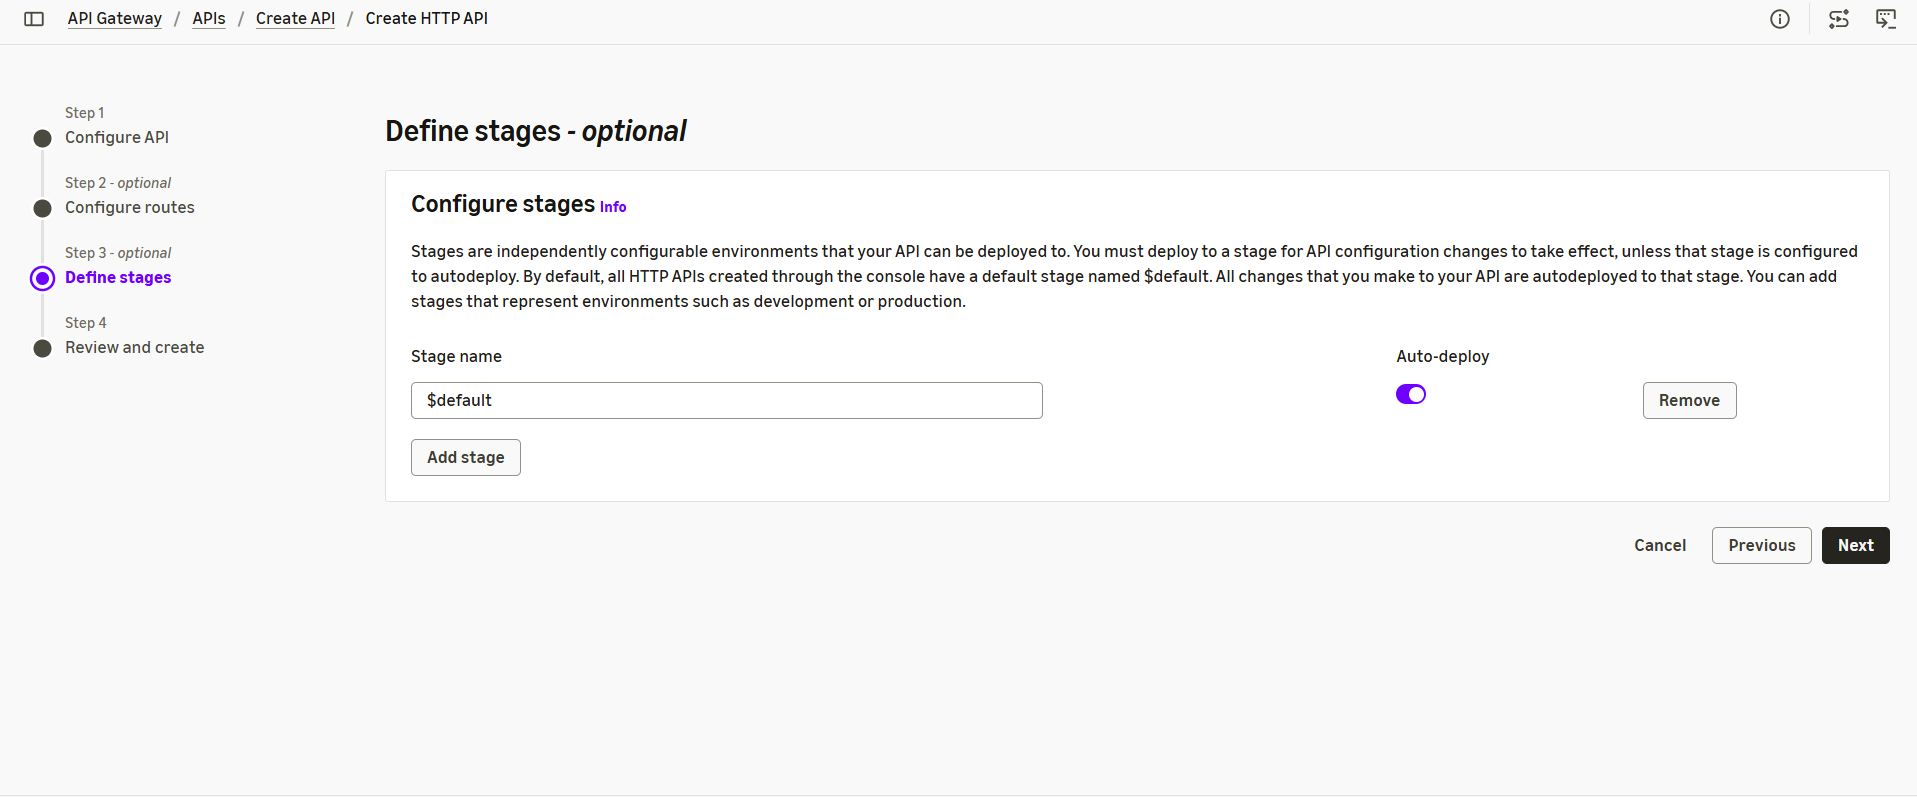 API Gateway / APIs / Create API / Create HTTP API
Step 1
Configure API
Step 2 - optional
Configure routes
Step 3 - optional
Define stages
Step 4
Review and create
Define stages - optional
Configure stages Info
Stages are independently configurable environments that your API can be deployed to. You must deploy to a stage for API configuration changes to take effect, unless that stage is configured
to autodeploy. By default, all HTTP APIs created through the console have a default stage named $default. All changes that you make to your API are autodeployed to that stage. You can add
stages that represent environments such as development or production.
Stage name
Auto-deploy
$default
Remove
Add stage
Cancel
Previous
Next